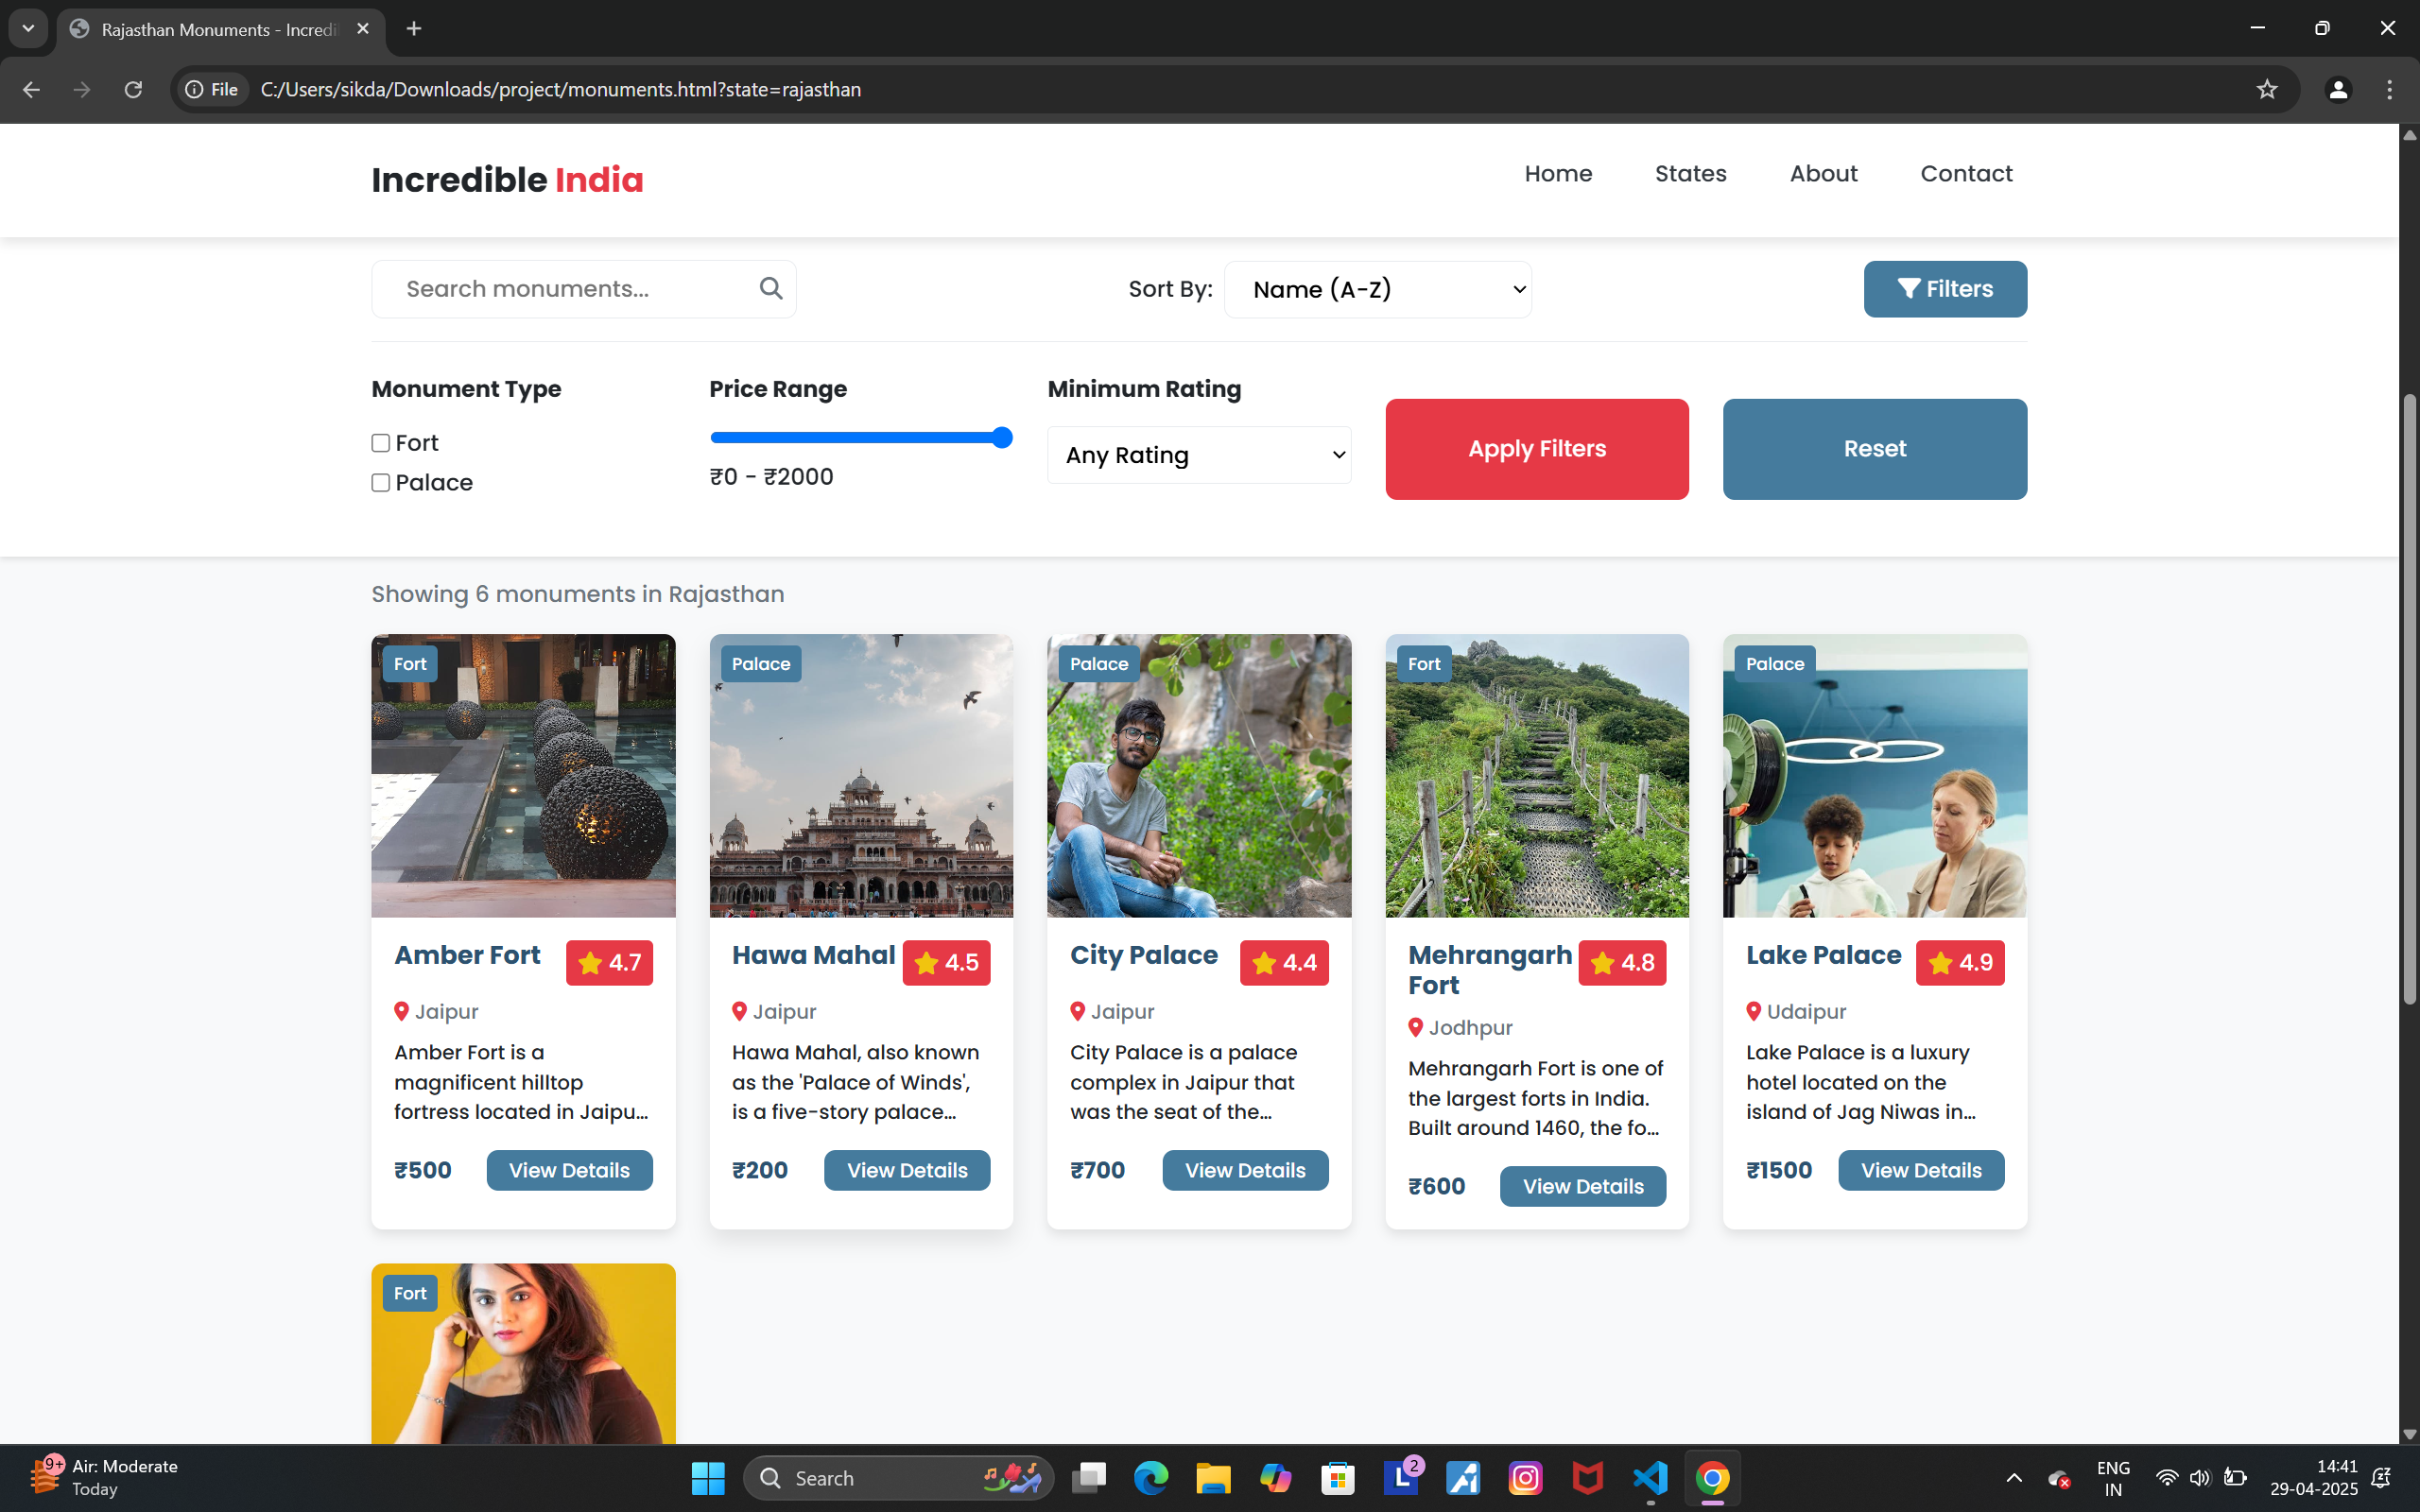 Rajasthan Monuments - Incredi
File
C:/Users/sikda/Downloads/project/monuments.html?state=rajasthan
Incredible India
Home
States
About
Contact
Search monuments...
Sort By:
Name (A-Z)
Filters
Monument Type
Price Range
Minimum Rating
Fort
Palace
₹0 - ₹2000
Any Rating
Apply Filters
Reset
Showing 6 monuments in Rajasthan
Fort
Amber Fort
4.7
Jaipur
Amber Fort is a
magnificent hilltop
fortress located in Jaipu...
₹500
View Details
Palace
Hawa Mahal
4.5
Jaipur
Hawa Mahal, also known
as the 'Palace of Winds',
is a five-story palace...
₹200
View Details
Palace
City Palace
4.4
Jaipur
City Palace is a palace
complex in Jaipur that
was the seat of the...
₹700
View Details
Fort
Mehrangarh
Fort
4.8
Jodhpur
Mehrangarh Fort is one of
the largest forts in India.
Built around 1460, the fo...
₹600
View Details
Palace
Lake Palace
4.9
Udaipur
Lake Palace is a luxury
hotel located on the
island of Jag Niwas in...
₹1500
View Details
Fort
9+
Air: Moderate
Today
Search
L
2
ENG
IN
14:41
29-04-2025